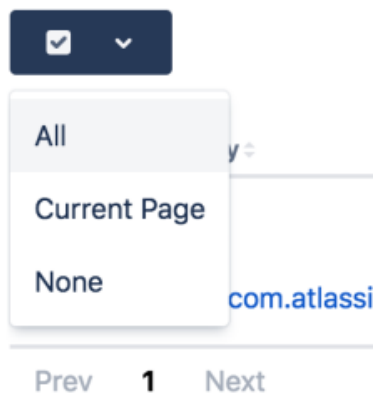 All
y
Current Page
None
com.atlassi
Prev 1 Next